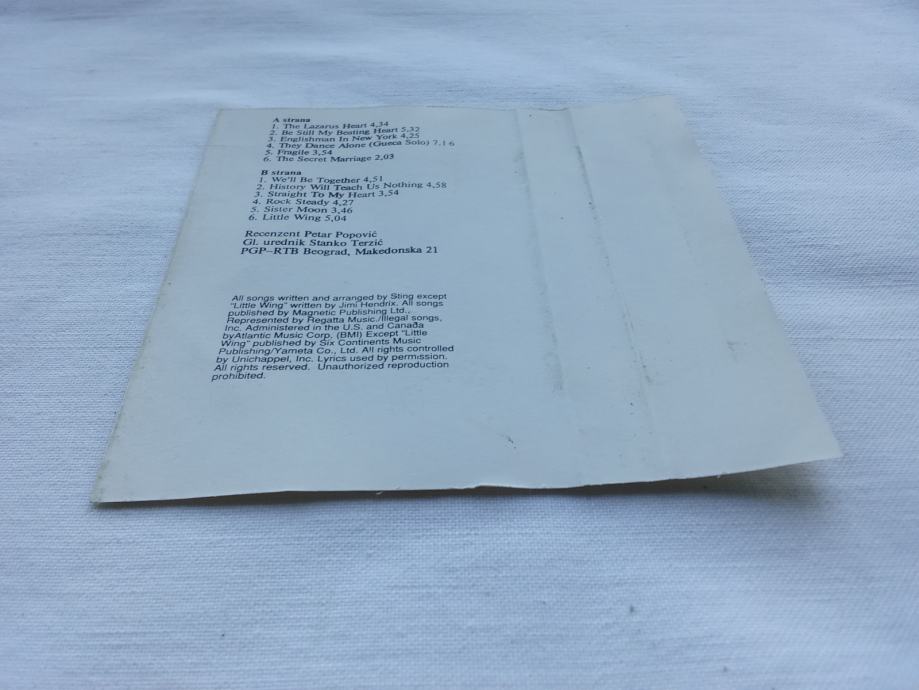 A strana
1. The Lazarus Heart 4,34
2. Be Still My Beating Heart 5,32
3. Englishman In New York 4,25
4. They Dance Alone (Gueca Solo) 7,16
5. Fragile 3,54
6. The Secret Marriage 2,03
B strana
1. We'll Be Together 4,51
2. History Will Teach Us Nothing 4,58
3. Straight To My Heart 3,54
4. Rock Steady 4,27
5. Sister Moon 3,46
6. Little Wing 5,04
Recenzent Petar Popović
Gl. urednik Stanko Terzić
PGP–RTB Beograd, Makedonska 21
All songs written and arranged by Sting except
"Little Wing" written by Jimi Hendrix. All songs
published by Magnetic Publishing Ltd.,
Represented by Regatta Music./Illegal songs,
Inc. Administered in the U.S. and Canada
byAtlantic Music Corp. (BMI) Except "Little
Wing" published by Six Continents Music
Publishing/Yameta Co., Ltd. All rights controlled
by Unichappel, Inc. Lyrics used by permission.
All rights reserved. Unauthorized reproduction
prohibited.